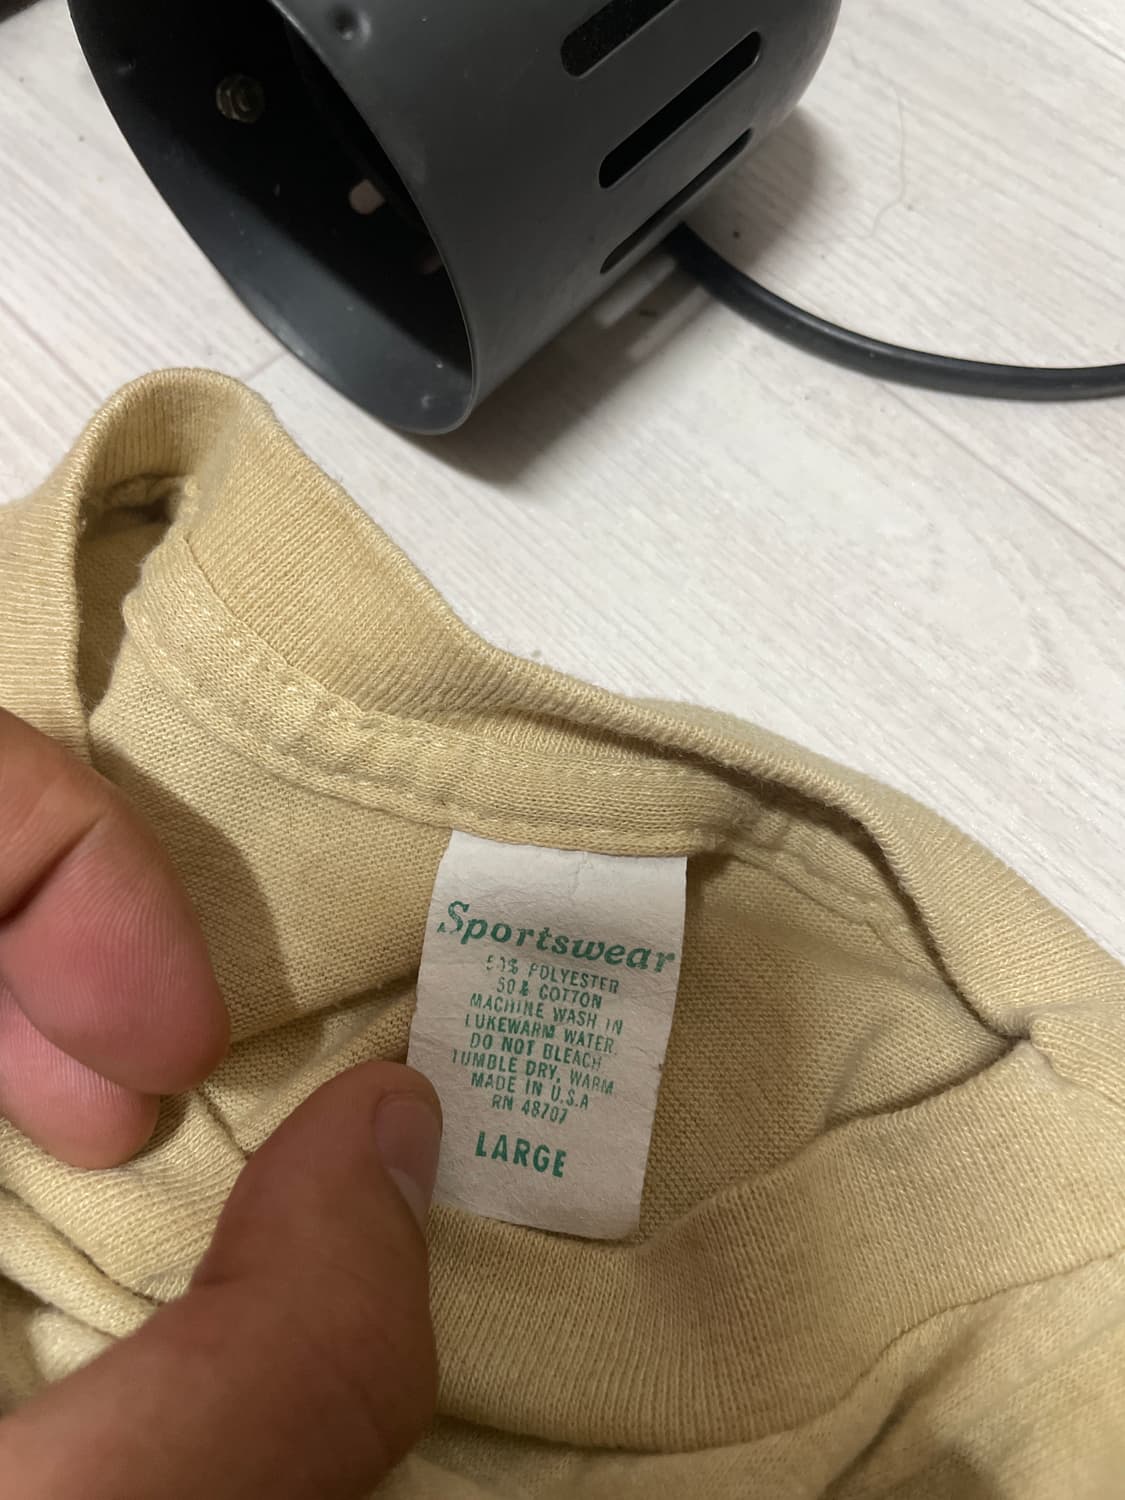 Sportswear
50% POLYESTER
50% COTTON
MACHINE WASH IN
LUKEWARM WATER.
DO NOT BLEACH
TUMBLE DRY, WARM
MADE IN U.S.A
RN 48707
LARGE